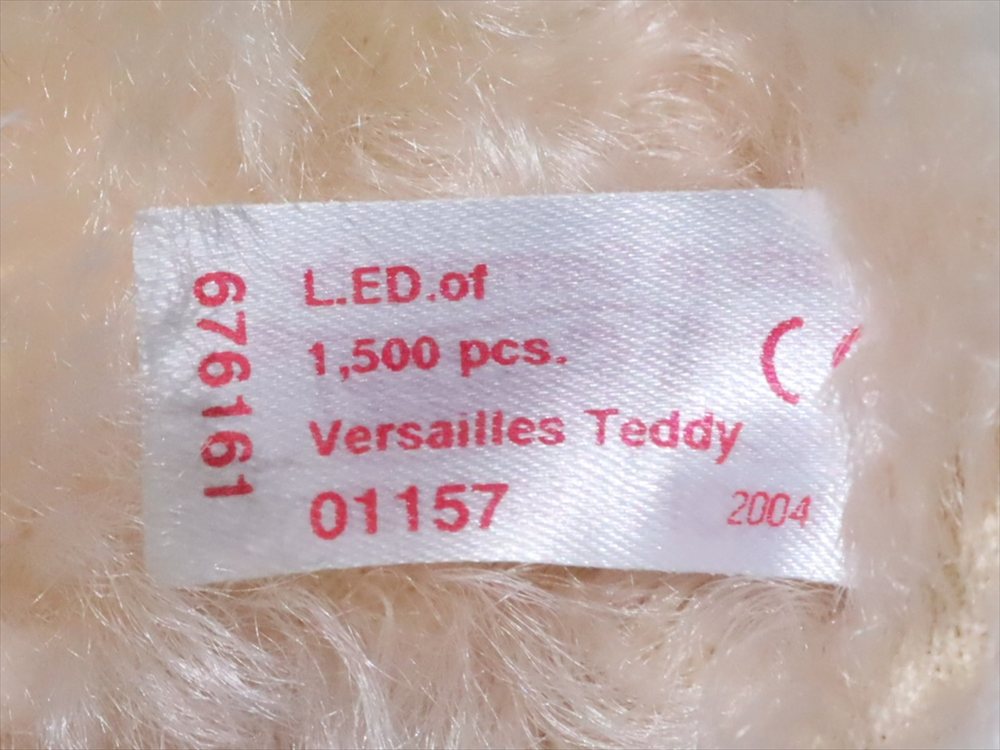 676161
L.ED.of
1,500 pcs.
Versailles Teddy
01157
2004